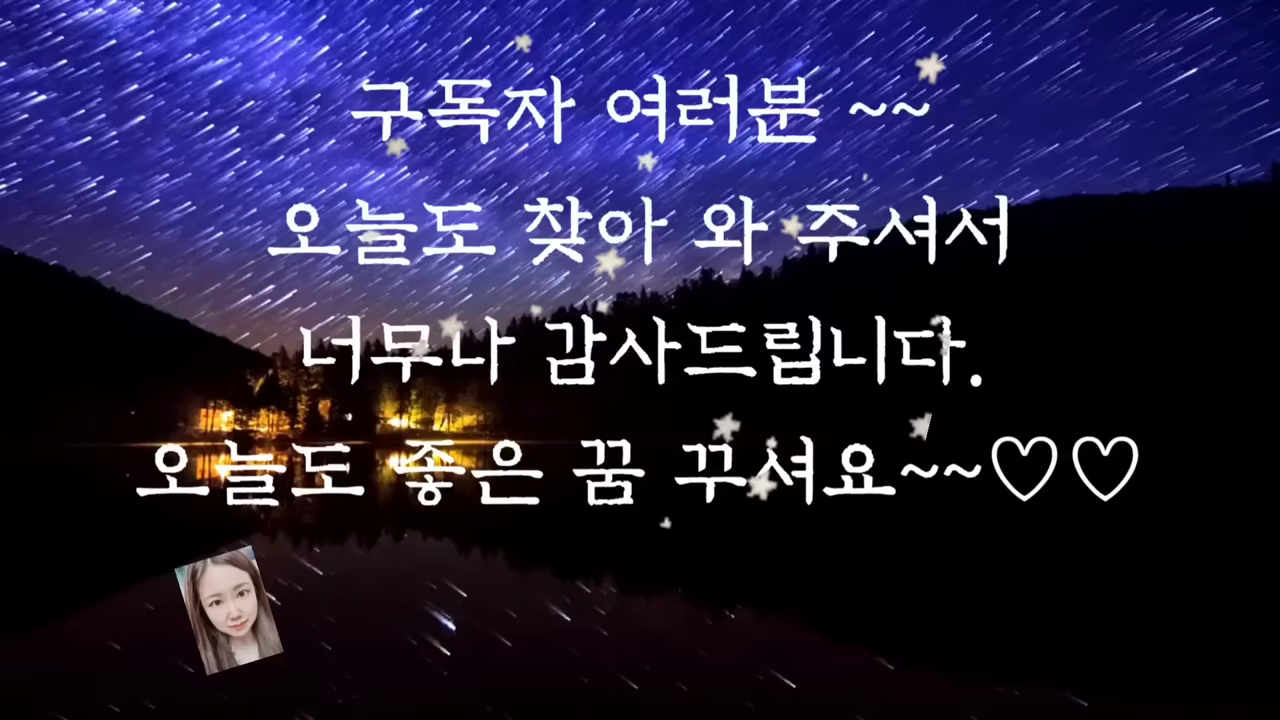 구독자 여러분 ~~
오늘도 찾아 와 주셔서
너무나 감사드립니다.
오늘도 좋은 꿈 꾸셔요~~♡♡